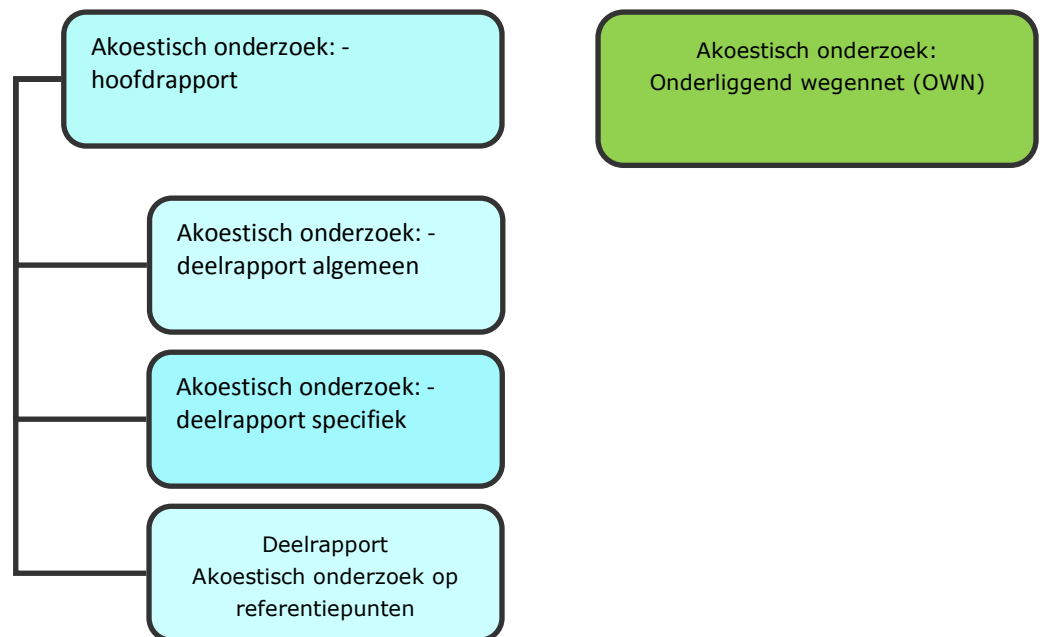 Akoestisch onderzoek: -
hoofdrapport
Akoestisch onderzoek:
Onderliggend wegennet (OWN)
Akoestisch onderzoek: -
deelrapport algemeen
Akoestisch onderzoek: -
deelrapport specifiek
Deelrapport
Akoestisch onderzoek op
referentiepunten